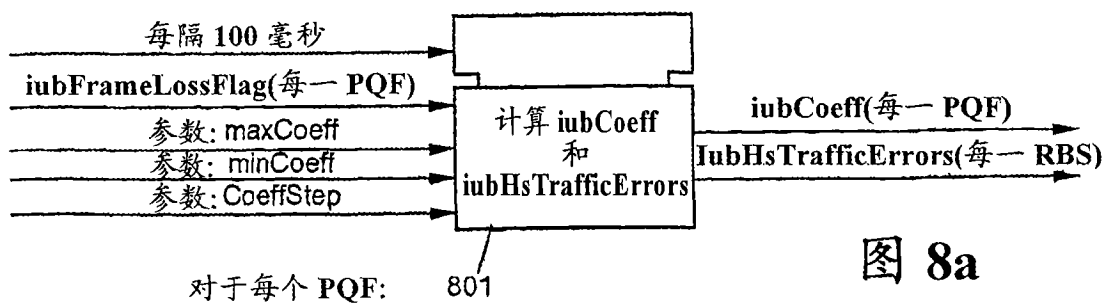 每隔 100 毫秒
iubFrameLossFlag(每一 PQF)
参数: maxCoeff
参数: minCoeff
参数: CoeffStep
计算 iubCoeff
和
iubHsTrafficErrors
iubCoeff(每一 PQF)
IubHsTrafficErrors(每一 RBS)
图 8a
对于每个 PQF:
801